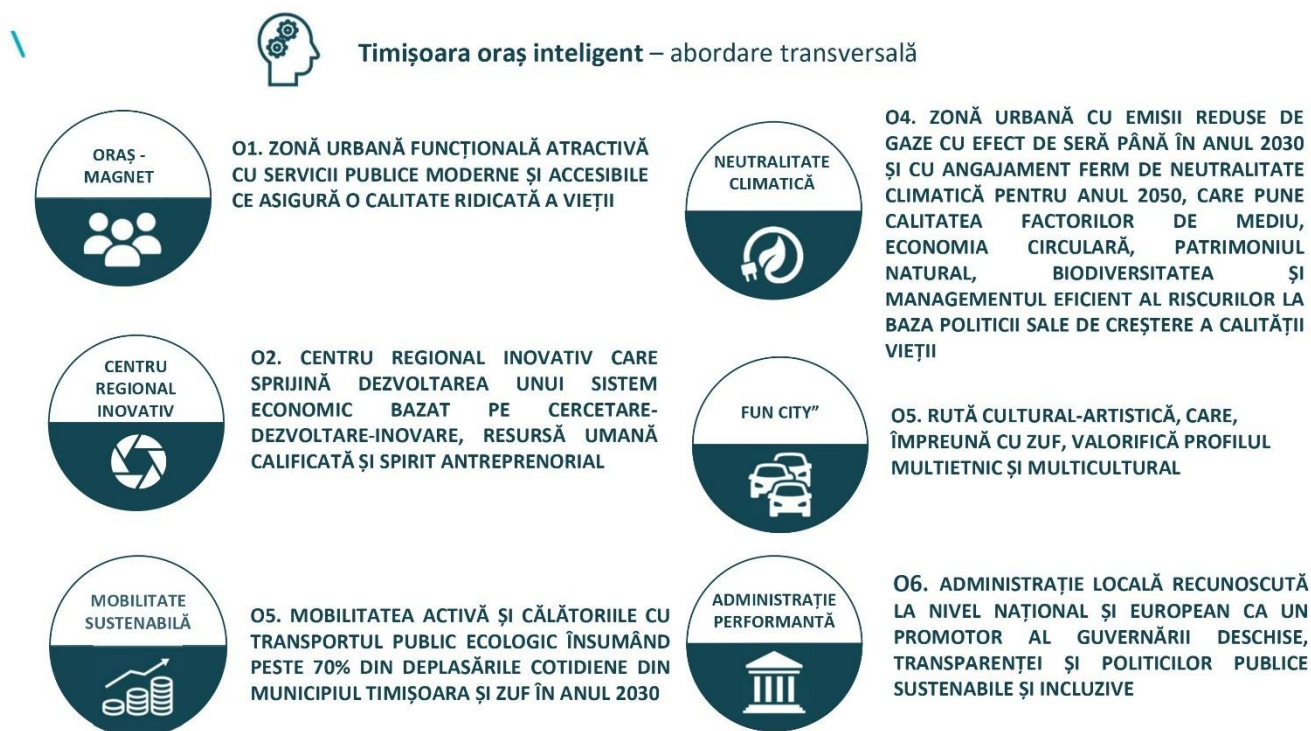 Timișoara oraș inteligent – abordare transversală
ORAȘ -
MAGNET
O1. ZONĂ URBANĂ FUNCȚIONALĂ ATRACTIVĂ
CU SERVICII PUBLICE MODERNE ȘI ACCESIBILE
CE ASIGURĂ O CALITATE RIDICATĂ A VIEȚII
CENTRU
REGIONAL
INOVATIV
O2. CENTRU REGIONAL INOVATIV CARE
SPRIJINĂ DEZVOLTAREA UNUI SISTEM
ECONOMIC BAZAT PE CERCETARE-
DEZVOLTARE-INOVARE, RESURSĂ UMANĂ
CALIFICATĂ ȘI SPIRIT ANTREPRENORIAL
MOBILITATE
SUSTENABILĂ
O5. MOBILITATEA ACTIVĂ ȘI CĂLĂTORIILE CU
TRANSPORTUL PUBLIC ECOLOGIC ÎNSUMÂND
PESTE 70% DIN DEPLASĂRILE COTIDIENE DIN
MUNICIPIUL TIMIȘOARA ȘI ZUF ÎN ANUL 2030
NEUTRALITATE
CLIMATICĂ
O4. ZONĂ URBANĂ CU EMISII REDUSE DE
GAZE CU EFECT DE SERĂ PÂNĂ ÎN ANUL 2030
ȘI CU ANGAJAMENT FERM DE NEUTRALITATE
CLIMATICĂ PENTRU ANUL 2050, CARE PUNE
CALITATEA FACTORILOR DE MEDIU,
ECONOMIA CIRCULARĂ, PATRIMONIUL
NATURAL, BIODIVERSITATEA ȘI
MANAGEMENTUL EFICIENT AL RISCURILOR LA
BAZA POLITICII SALE DE CREȘTERE A CALITĂȚII
VIEȚII
FUN CITY”
O5. RUTĂ CULTURAL-ARTISTICĂ, CARE,
ÎMPREUNĂ CU ZUF, VALORIFICĂ PROFILUL
MULTIETNIC ȘI MULTICULTURAL
ADMINISTRAȚIE
PERFORMANTĂ
O6. ADMINISTRAȚIE LOCALĂ RECUNOSCUTĂ
LA NIVEL NAȚIONAL ȘI EUROPEAN CA UN
PROMOTOR AL GUVERNĂRII DESCHISE,
TRANSPARENȚEI ȘI POLITICILOR PUBLICE
SUSTENABILE ȘI INCLUZIVE